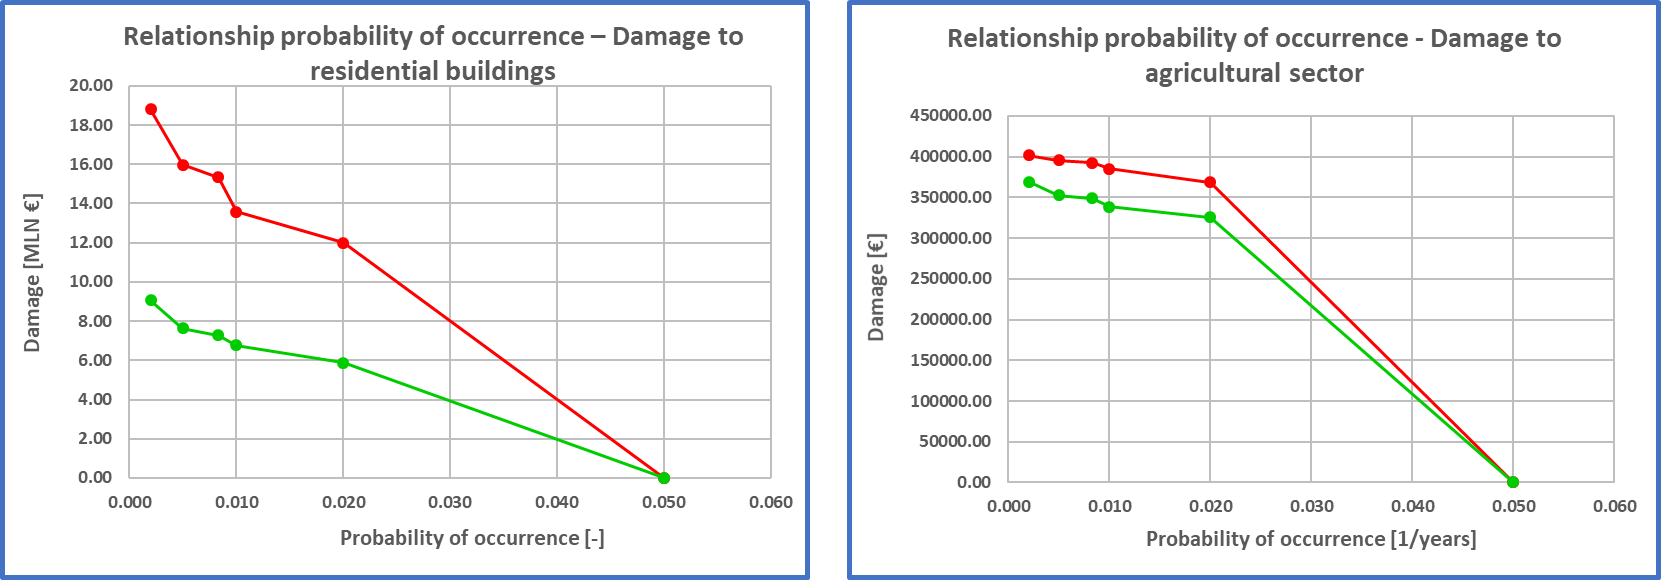 Relationship probability of occurrence – Damage to
residential buildings
20.00
18.00
16.00
14.00
12.00
10.00
8.00
6.00
4.00
2.00
0.00
Damage [MLN €]
0.000 0.010 0.020 0.030 0.040 0.050 0.060
Probability of occurrence [-]
Relationship probability of occurrence - Damage to
agricultural sector
450000.00
400000.00
350000.00
300000.00
250000.00
200000.00
150000.00
100000.00
50000.00
0.00
Damage [€]
0.000 0.010 0.020 0.030 0.040 0.050 0.060
Probability of occurrence [1/years]